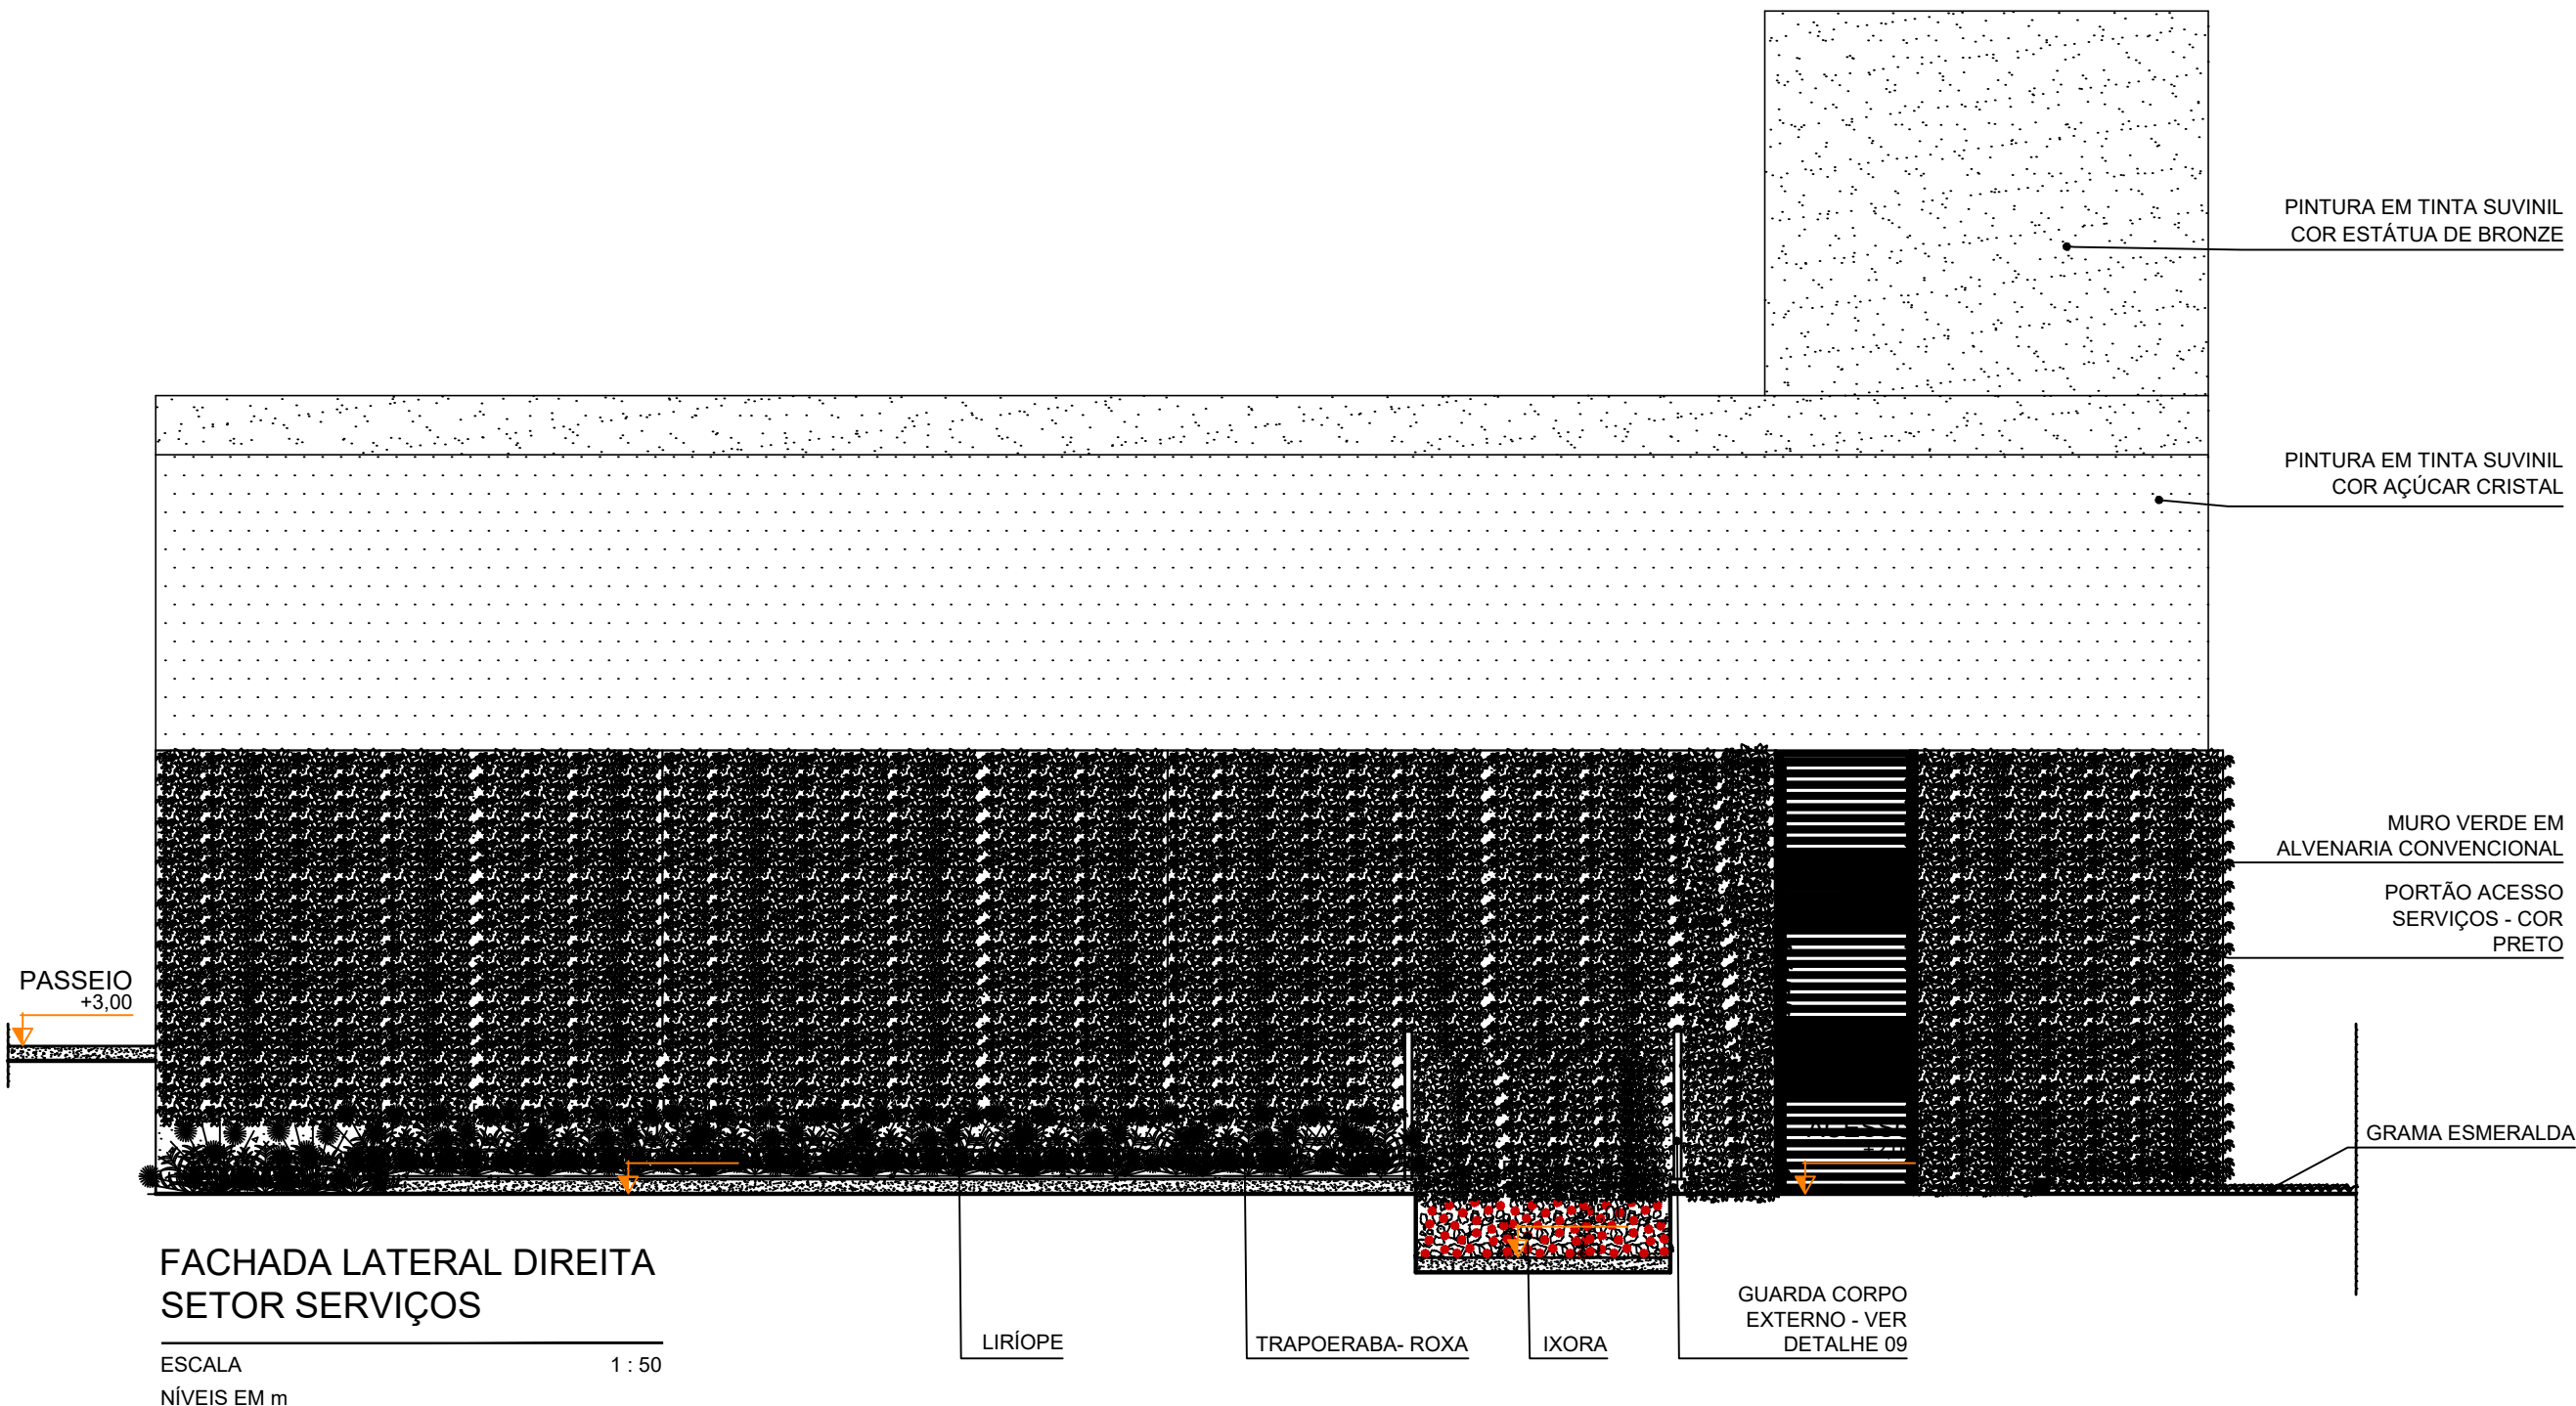 PINTURA EM TINTA SUVINIL
COR ESTÁTUA DE BRONZE
PINTURA EM TINTA SUVINIL
COR AÇÚCAR CRISTAL
MURO VERDE EM
ALVENARIA CONVENCIONAL
PORTÃO ACESSO
SERVIÇOS - COR
PRETO
PASSEIO
+3,00
ACESSO
GRAMA ESMERALDA
FACHADA LATERAL DIREITA
SETOR SERVIÇOS
ESCALA 1 : 50
NÍVEIS EM m
LIRÍOPE
TRAPOERABA- ROXA
IXORA
GUARDA CORPO
EXTERNO - VER
DETALHE 09